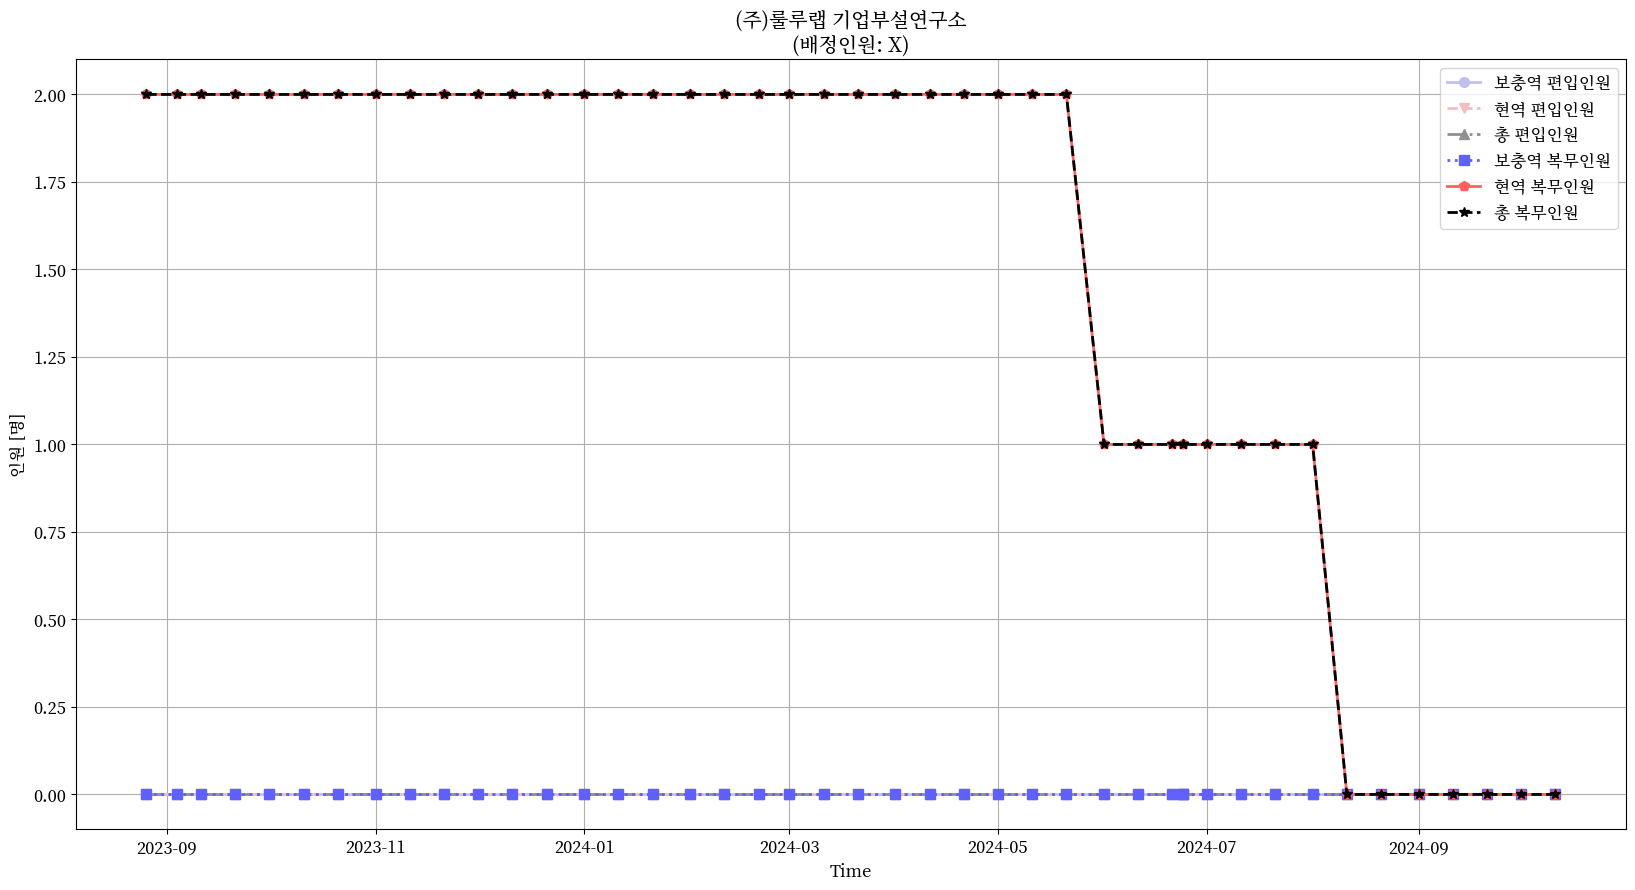 (주)룰루랩 기업부설연구소
(배정인원: X)
보충역 편입인원
현역 편입인원
총 편입인원
보충역 복무인원
현역 복무인원
총 복무인원
인원 [명]
2.00
1.75
1.50
1.25
1.00
0.75
0.50
0.25
0.00
2023-09
2023-11
2024-01
2024-03
2024-05
2024-07
2024-09
Time